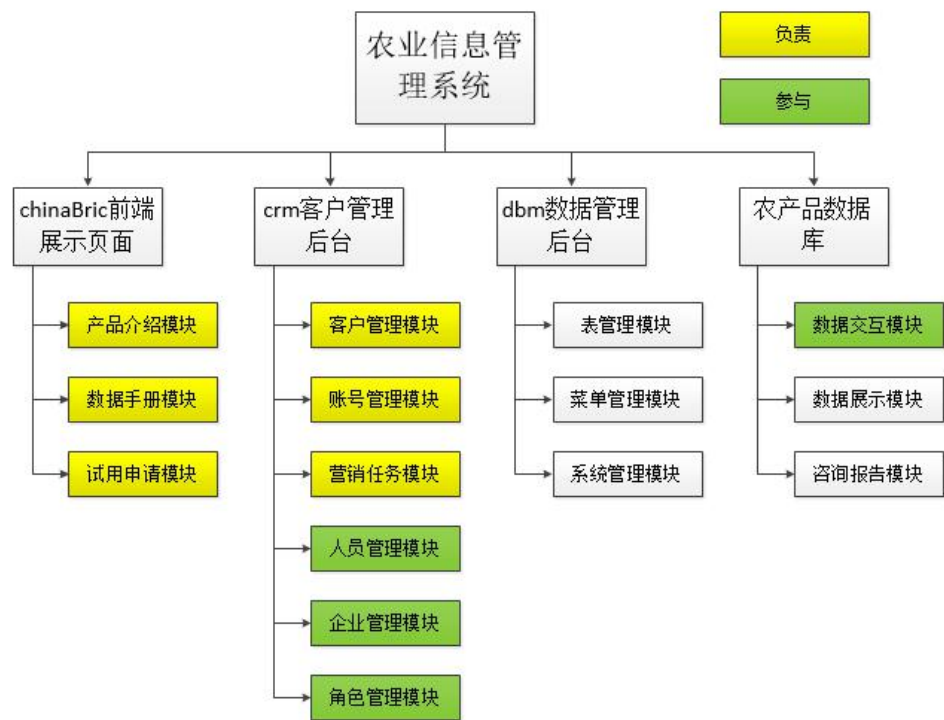 农业信息管
理系统
负责
参与
chinaBric前端
展示页面
crm客户管理
后台
dbm数据管理
后台
农产品数据
库
产品介绍模块
客户管理模块
表管理模块
数据交互模块
数据手册模块
账号管理模块
菜单管理模块
数据展示模块
试用申请模块
营销任务模块
系统管理模块
咨询报告模块
人员管理模块
企业管理模块
角色管理模块